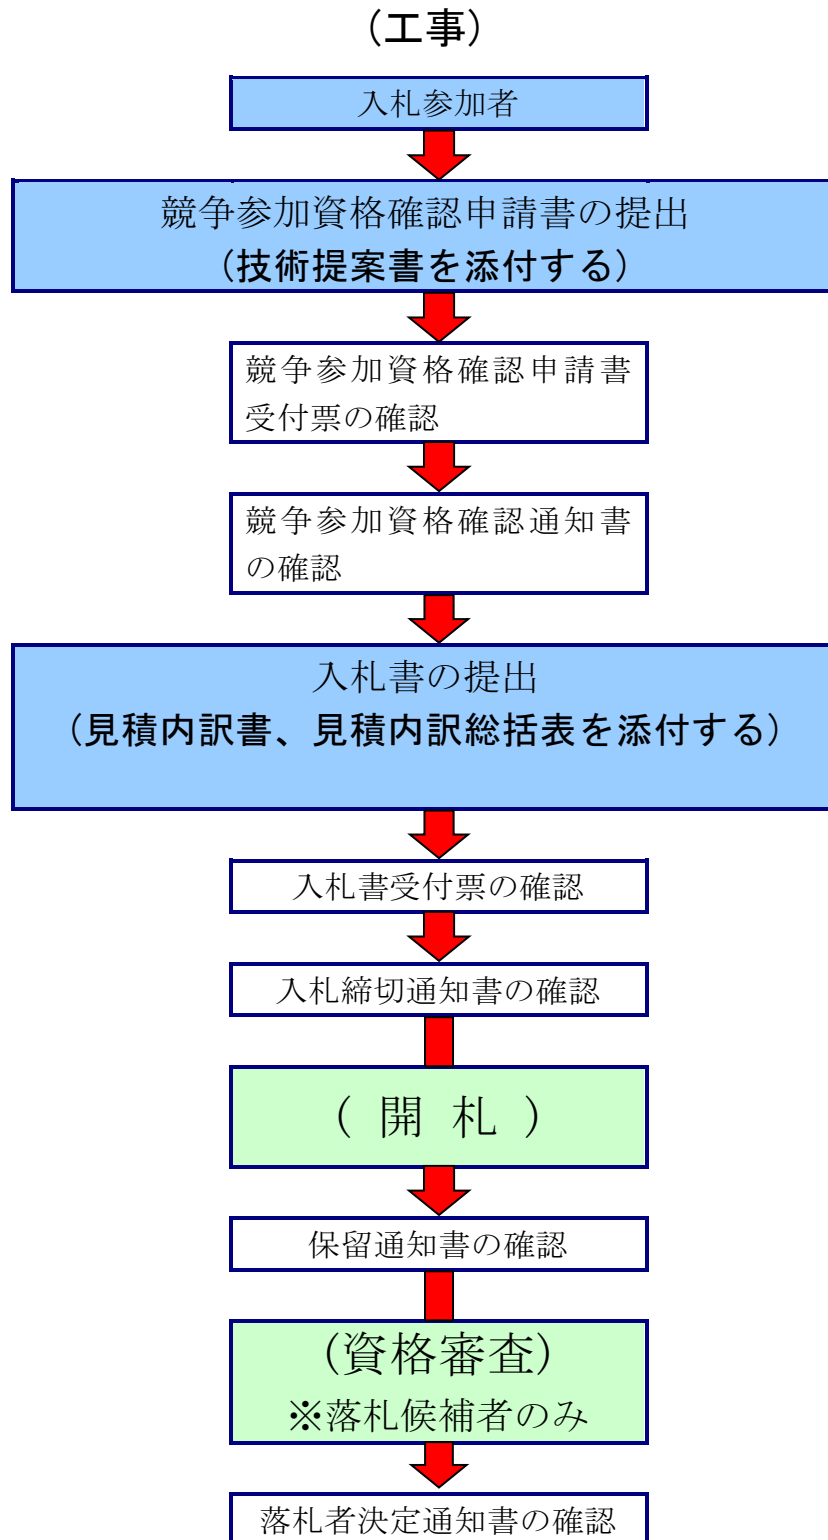 （工事）
入札参加者
競争参加資格確認申請書の提出
（技術提案書を添付する）
競争参加資格確認申請書
受付票の確認
競争参加資格確認通知書
の確認
入札書の提出
（見積内訳書、見積内訳総括表を添付する）
入札書受付票の確認
入札締切通知書の確認
（ 開 札 ）
保留通知書の確認
（資格審査）
※落札候補者のみ
落札者決定通知書の確認